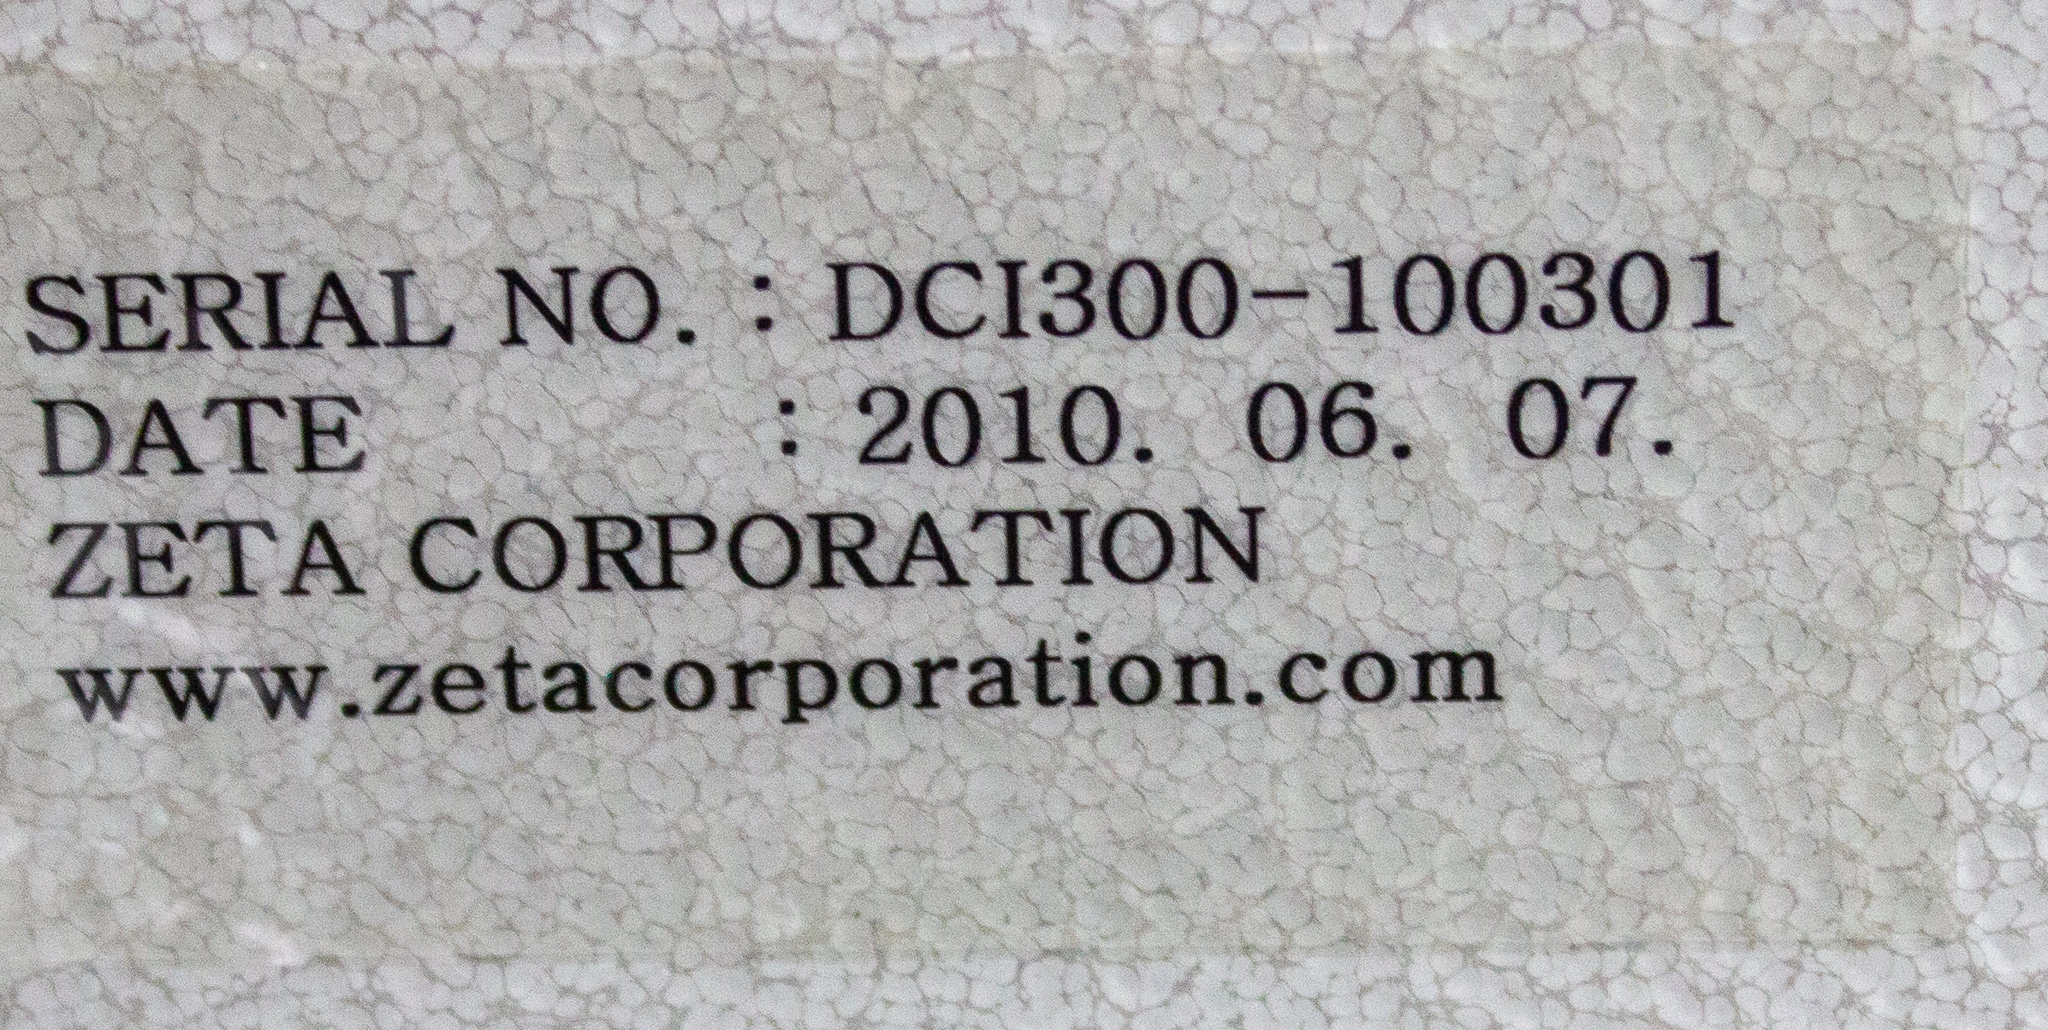 SERIAL NO. : DCI300-100301
DATE : 2010. 06. 07.
ZETA CORPORATION
www.zetacorporation.com